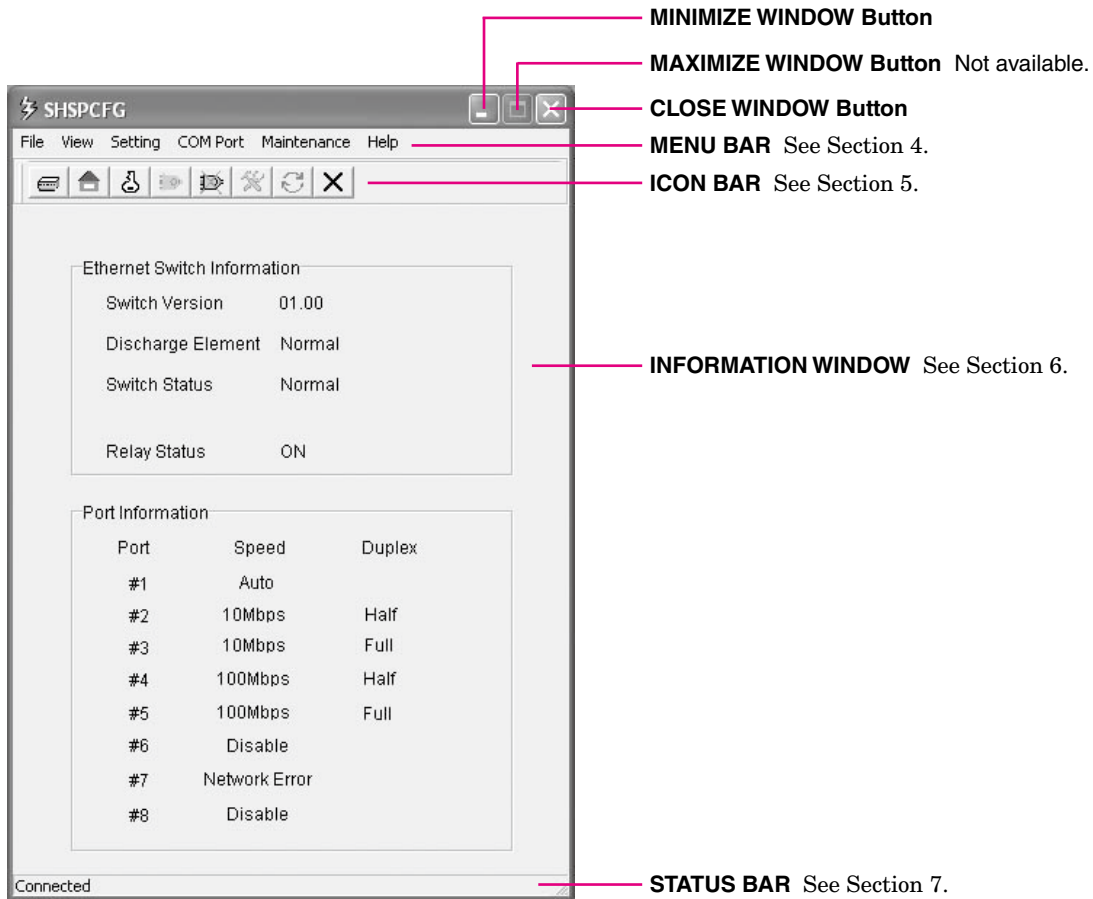 MINIMIZE WINDOW Button
MAXIMIZE WINDOW Button Not available.
SHSPCFG
CLOSE WINDOW Button
File View Setting COM Port Maintenance Help
MENU BAR See Section 4.
ICON BAR See Section 5.
Ethernet Switch Information
Switch Version 01.00
Discharge Element Normal
INFORMATION WINDOW See Section 6.
Switch Status Normal
Relay Status ON
Port Information
Port Speed Duplex
#1 Auto
#2 10Mbps Half
#3 10Mbps Full
#4 100Mbps Half
#5 100Mbps Full
#6 Disable
#7 Network Error
#8 Disable
Connected
STATUS BAR See Section 7.